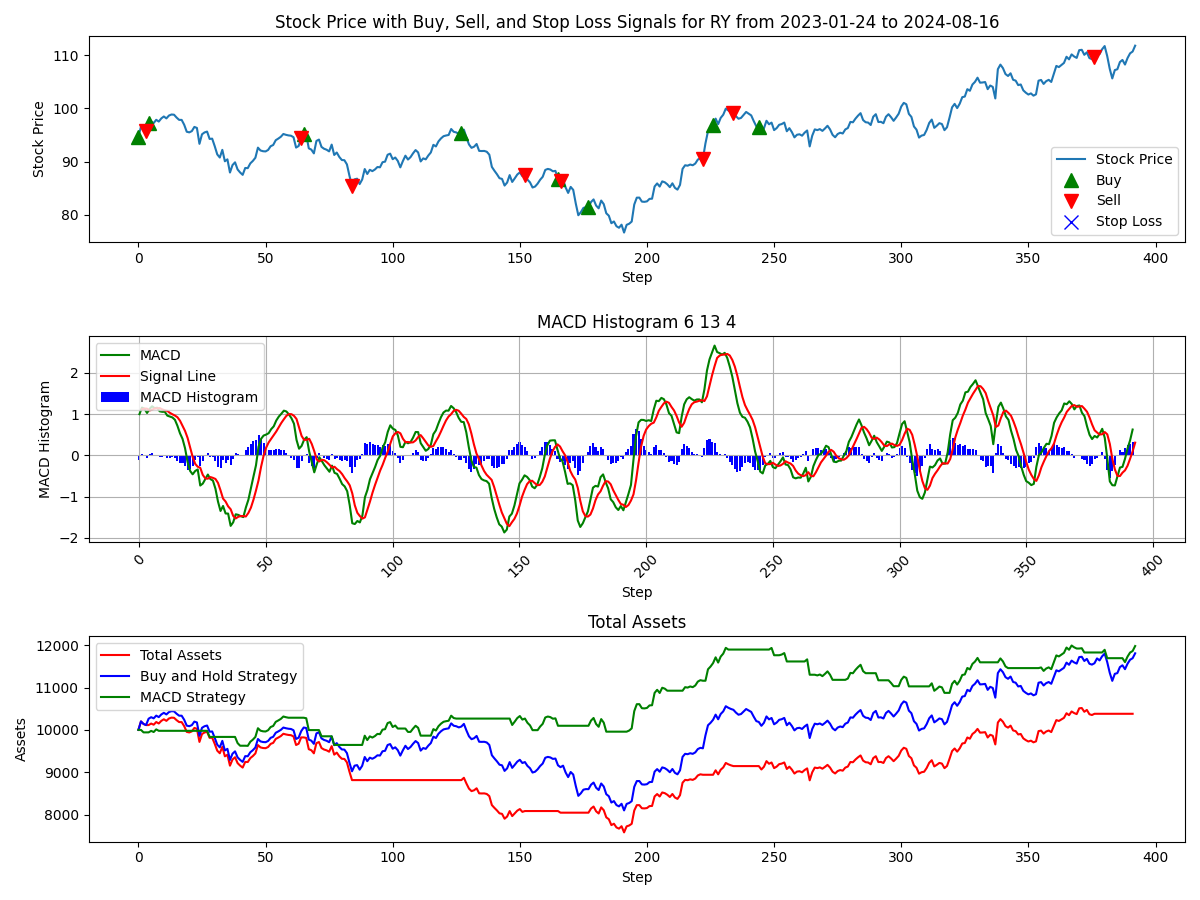 Stock Price with Buy, Sell, and Stop Loss Signals for RY from 2023-01-24 to 2024-08-16
Stock Price
110
100
90
80
Stock Price
Buy
Sell
Stop Loss
0 50 100 150 200 250 300 350 400
Step
MACD Histogram 6 13 4
MACD Histogram
2
1
0
−1
−2
MACD
Signal Line
MACD Histogram
0 50 100 150 200 250 300 350 400
Step
Total Assets
Assets
12000
11000
10000
9000
8000
Total Assets
Buy and Hold Strategy
MACD Strategy
0 50 100 150 200 250 300 350 400
Step